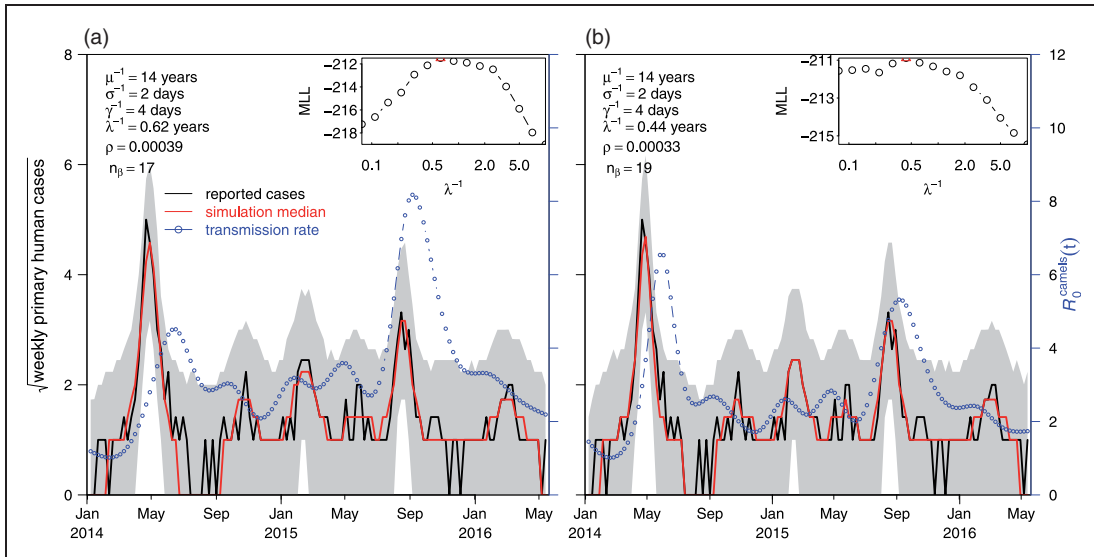 (a)
μ⁻¹ = 14 years
σ⁻¹ = 2 days
γ⁻¹ = 4 days
λ⁻¹ = 0.62 years
ρ = 0.00039
n_β = 17
MLL
−212
−214
−216
−218
0.1 0.5 2.0 5.0
λ⁻¹
reported cases
simulation median
transmission rate
√weekly primary human cases
8
6
4
2
0
Jan May Sep Jan May Sep Jan May
2014 2015 2016
(b)
μ⁻¹ = 14 years
σ⁻¹ = 2 days
γ⁻¹ = 4 days
λ⁻¹ = 0.44 years
ρ = 0.00033
n_β = 19
MLL
−211
−213
−215
0.1 0.5 2.0 5.0
λ⁻¹
12
10
8
6
4
2
0
R₀^camels(t)
Jan May Sep Jan May Sep Jan May
2014 2015 2016